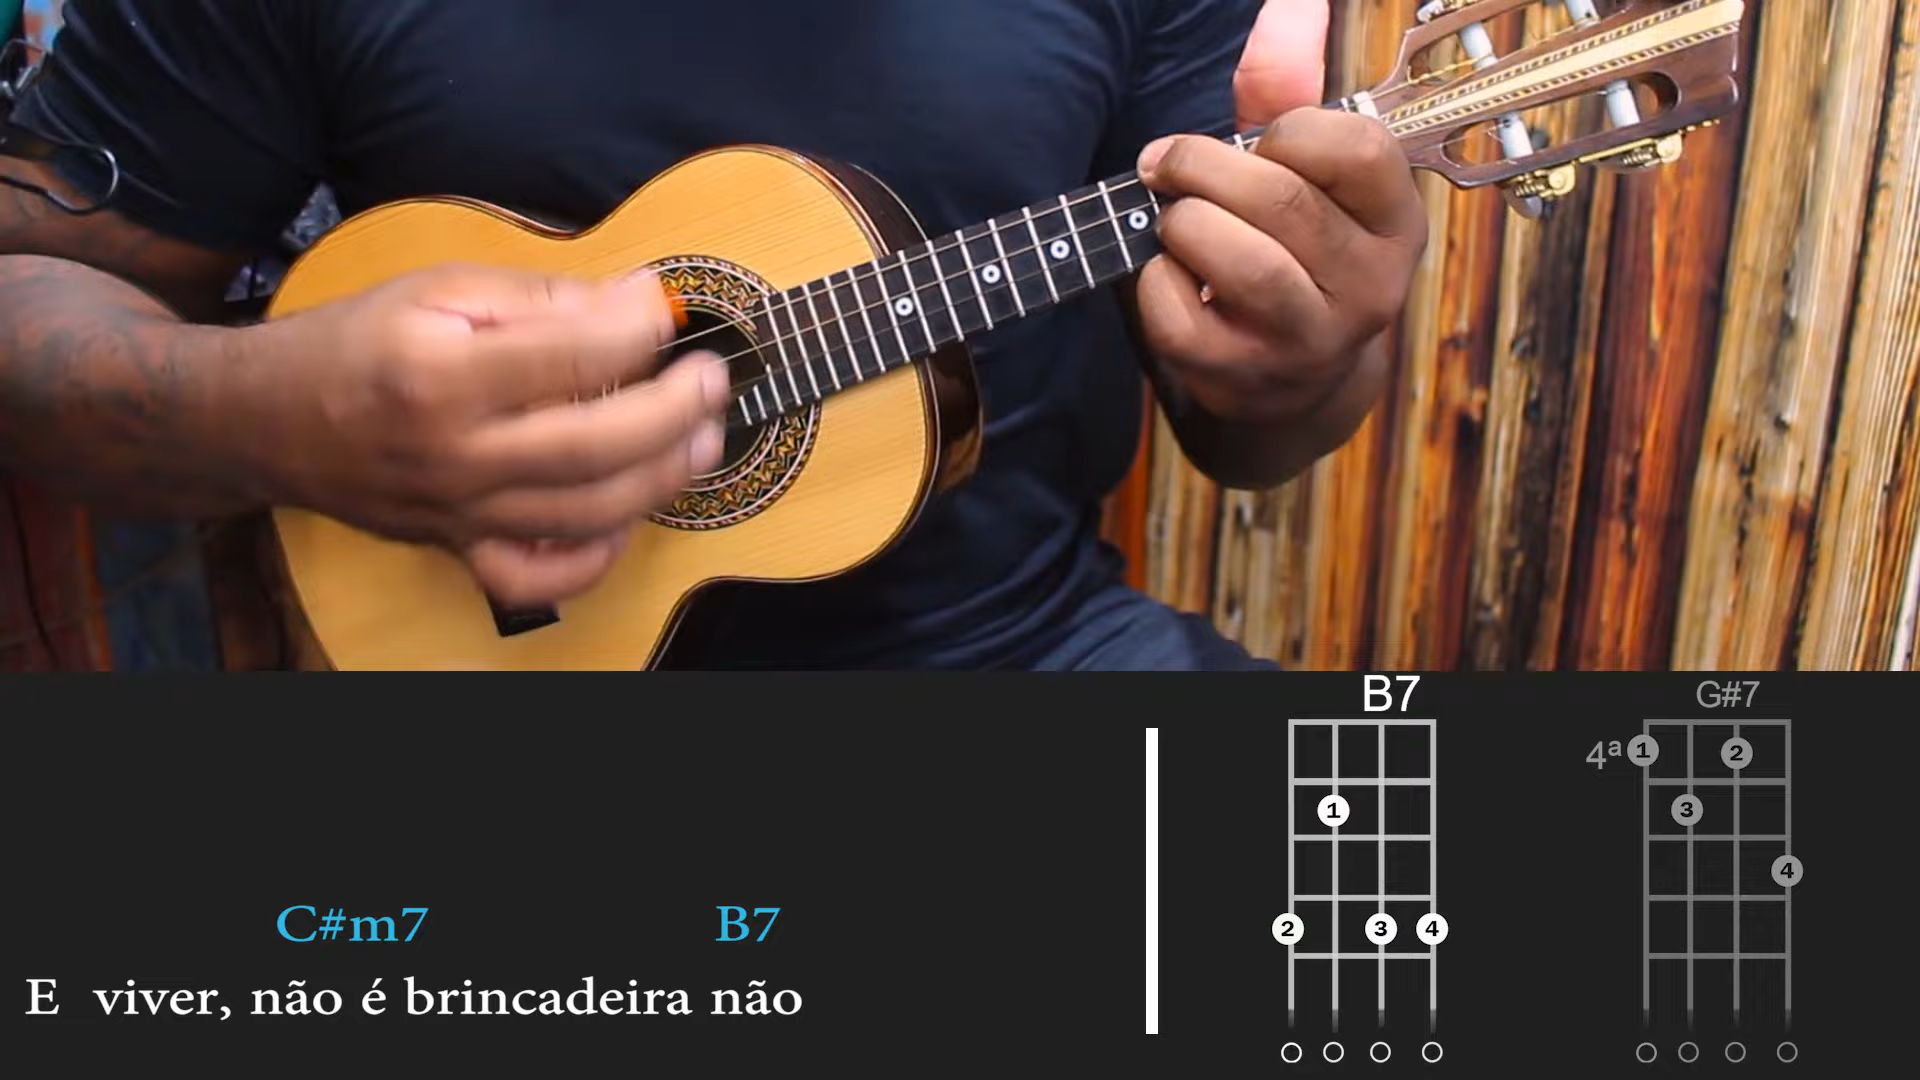 B7
G#7
4ª 1 2
1 3
4
2 3 4
C#m7 B7
E viver, não é brincadeira não